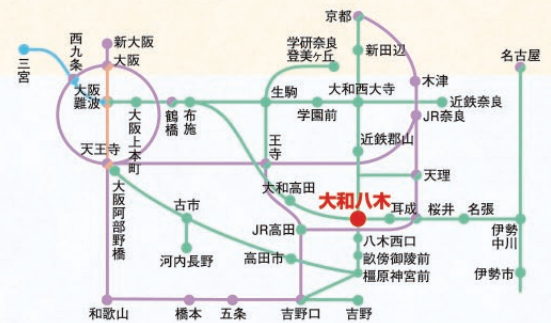 京都
新大阪
西九条
大阪
学研奈良
登美ヶ丘
新田辺
名古屋
三宮
木津
大阪
難波
生駒
大和西大寺
近鉄奈良
鶴橋
布施
大阪上本町
学園前
JR奈良
天王寺
王寺
近鉄郡山
天理
大和高田
大和八木
耳成
桜井
名張
大阪阿部野橋
古市
JR高田
八木西口
伊勢
中川
河内長野
高田市
畝傍御陵前
橿原神宮前
伊勢市
和歌山
橋本
五条
吉野口
吉野